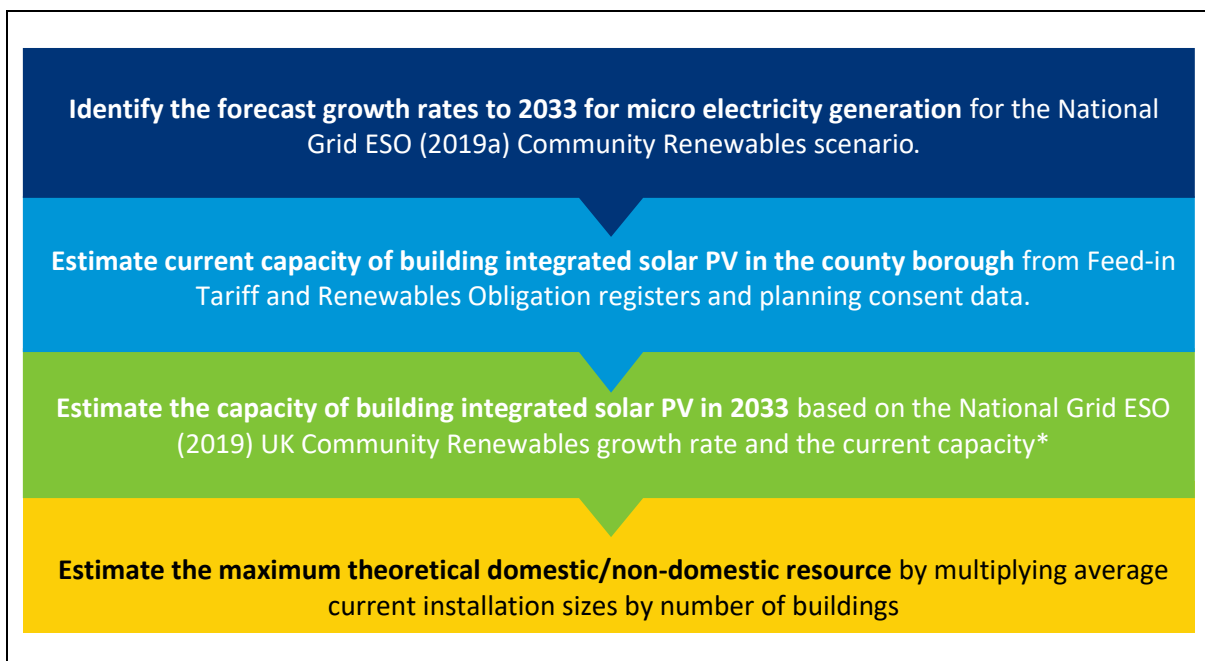 Identify the forecast growth rates to 2033 for micro electricity generation for the National
Grid ESO (2019a) Community Renewables scenario.
Estimate current capacity of building integrated solar PV in the county borough from Feed-in
Tariff and Renewables Obligation registers and planning consent data.
Estimate the capacity of building integrated solar PV in 2033 based on the National Grid ESO
(2019) UK Community Renewables growth rate and the current capacity*
Estimate the maximum theoretical domestic/non-domestic resource by multiplying average
current installation sizes by number of buildings